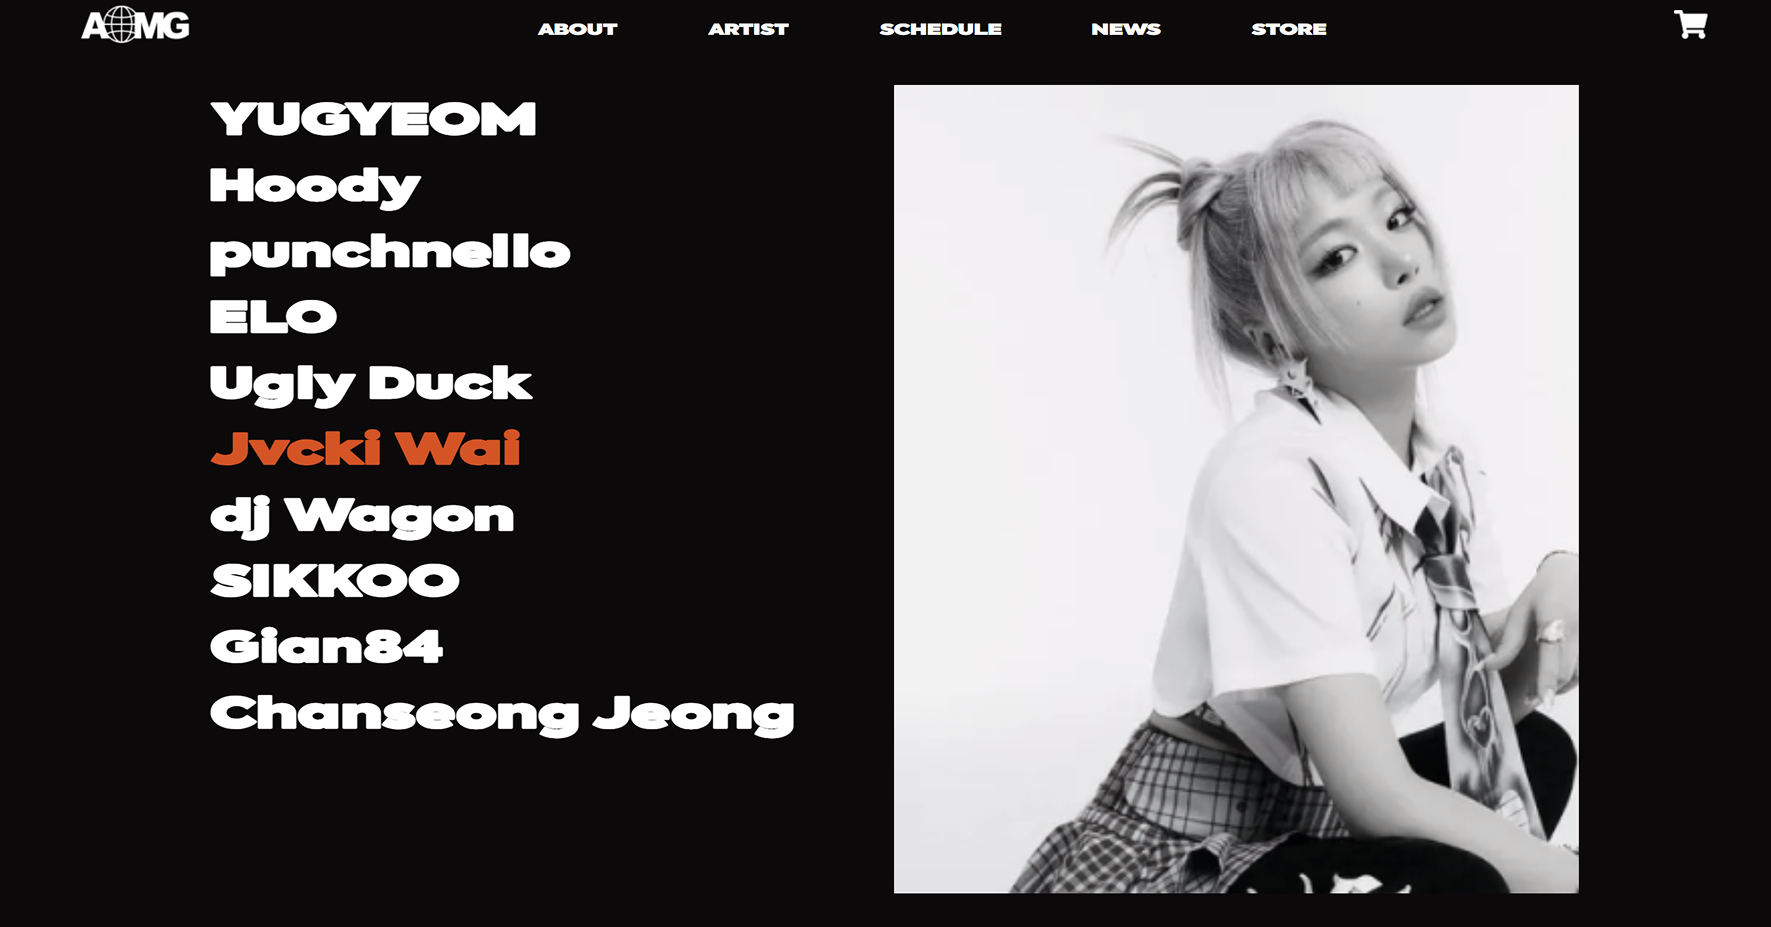 AOMG
ABOUT ARTIST SCHEDULE NEWS STORE
YUGYEOM
Hoody
punchnello
ELO
Ugly Duck
Jvcki Wai
dj Wagon
SIKKOO
Gian84
Chanseong Jeong